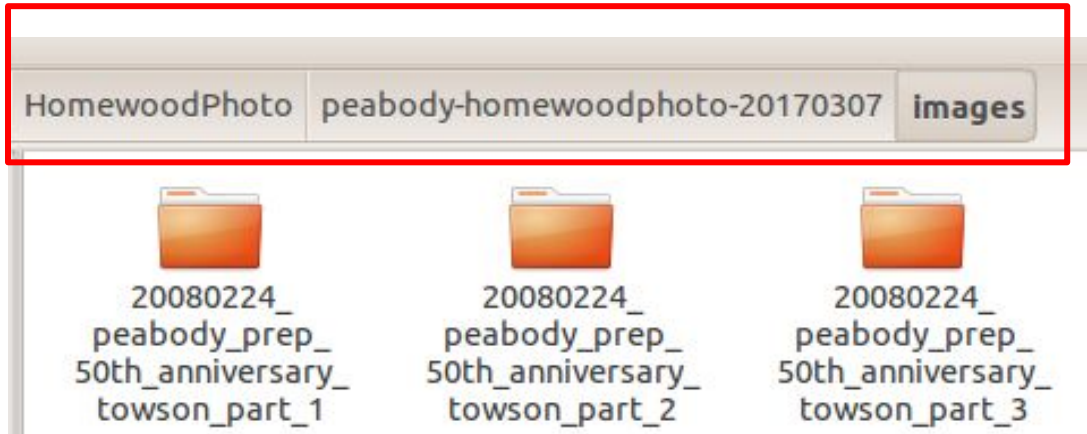 HomewoodPhoto peabody-homewoodphoto-20170307 images
20080224_ 20080224_ 20080224_
peabody_prep_ peabody_prep_ peabody_prep_
50th_anniversary_ 50th_anniversary_ 50th_anniversary_
towson_part_1 towson_part_2 towson_part_3